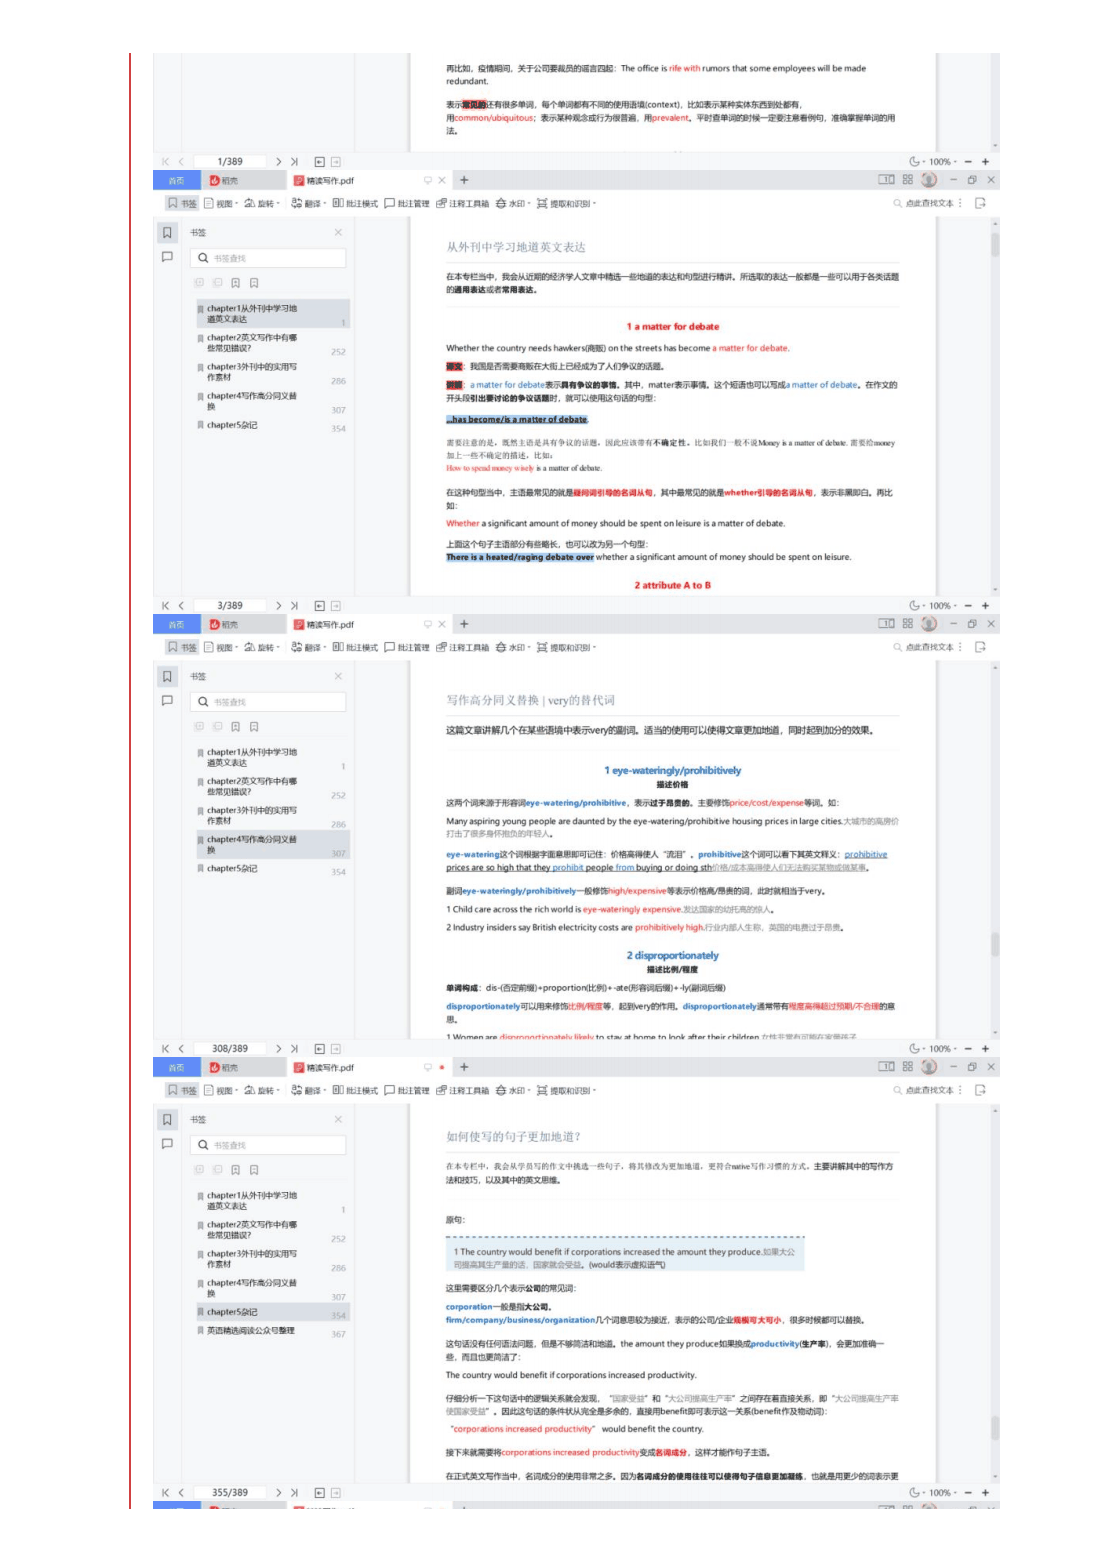 再比如，疫情期间，关于公司要裁员的谣言四起：The office is rife with rumors that some employees will be made
redundant.
表示常见的还有很多单词，每个单词都有不同的使用语境(context)，比如表示某种实体东西到处都有，
用common/ubiquitous；表示某种观念或行为很普遍，用prevalent。平时查单词的时候一定要注意看例句，准确掌握单词的用
法。
1/389
100%
首页 稻壳 精读写作.pdf
书签 视图 旋转 翻译 批注模式 批注管理 注释工具箱 水印 提取和识别 点此查找文本
书签
书签查找
chapter1从外刊中学习地
道英文表达 1
chapter2英文写作中有哪
些常见错误? 252
chapter3外刊中的实用写
作素材 286
chapter4写作高分同义替
换 307
chapter5杂记 354
从外刊中学习地道英文表达
在本专栏当中，我会从近期的经济学人文章中精选一些地道的表达和句型进行精讲。所选取的表达一般都是一些可以用于各类话题
的通用表达或者常用表达。
1 a matter for debate
Whether the country needs hawkers(商贩) on the streets has become a matter for debate.
译文：我国是否需要商贩在大街上已经成为了人们争议的话题。
：a matter for debate表示具有争议的事情。其中，matter表示事情。这个短语也可以写成a matter of debate。在作文的
开头段引出要讨论的争议话题时，就可以使用这句话的句型：
...has become/is a matter of debate.
需要注意的是，既然主语是具有争议的话题，因此应该带有不确定性。比如我们一般不说Money is a matter of debate. 需要给money
加上一些不确定的描述，比如：
How to spend money wisely is a matter of debate.
在这种句型当中，主语最常见的就是疑问词引导的名词从句，其中最常见的就是whether引导的名词从句，表示非黑即白。再比
如：
Whether a significant amount of money should be spent on leisure is a matter of debate.
上面这个句子主语部分有些略长，也可以改为另一个句型：
There is a heated/raging debate over whether a significant amount of money should be spent on leisure.
2 attribute A to B
3/389
100%
首页 稻壳 精读写作.pdf
书签 视图 旋转 翻译 批注模式 批注管理 注释工具箱 水印 提取和识别 点此查找文本
书签
书签查找
chapter1从外刊中学习地
道英文表达 1
chapter2英文写作中有哪
些常见错误? 252
chapter3外刊中的实用写
作素材 286
chapter4写作高分同义替
换 307
chapter5杂记 354
写作高分同义替换 | very的替代词
这篇文章讲解几个在某些语境中表示very的副词。适当的使用可以使得文章更加地道，同时起到加分的效果。
1 eye-wateringly/prohibitively
描述价格
这两个词来源于形容词eye-watering/prohibitive，表示过于昂贵的。主要修饰price/cost/expense等词。如：
Many aspiring young people are daunted by the eye-watering/prohibitive housing prices in large cities.大城市的高房价
打击了很多身怀抱负的年轻人。
eye-watering这个词根据字面意思即可记住：价格高得使人“流泪”。prohibitive这个词可以看下其英文释义：prohibitive
prices are so high that they prohibit people from buying or doing sth价格/成本高得使人们无法购买某物或做某事。
副词eye-wateringly/prohibitively一般修饰high/expensive等表示价格高/昂贵的词，此时就相当于very。
1 Child care across the rich world is eye-wateringly expensive.发达国家的幼托高的惊人。
2 Industry insiders say British electricity costs are prohibitively high.行业内部人生称，英国的电费过于昂贵。
2 disproportionately
描述比例/程度
单词构成：dis-(否定前缀)+proportion(比例)+-ate(形容词后缀)+-ly(副词后缀)
disproportionately可以用来修饰比例/程度等，起到very的作用。disproportionately通常带有程度高得超过预期/不合理的意
思。
1 Women are disproportionately likely to stay at home to look after their children.女性非常有可能在家带孩子
308/389
100%
首页 稻壳 精读写作.pdf
书签 视图 旋转 翻译 批注模式 批注管理 注释工具箱 水印 提取和识别 点此查找文本
书签
书签查找
chapter1从外刊中学习地
道英文表达 1
chapter2英文写作中有哪
些常见错误? 252
chapter3外刊中的实用写
作素材 286
chapter4写作高分同义替
换 307
chapter5杂记 354
英语精选阅读公众号整理 367
如何使写的句子更加地道？
在本专栏中，我会从学员写的作文中挑选一些句子，将其修改为更加地道，更符合native写作习惯的方式。主要讲解其中的写作方
法和技巧，以及其中的英文思维。
原句：
1 The country would benefit if corporations increased the amount they produce.如果大公
司提高其生产量的话，国家就会受益。(would表示虚拟语气)
这里需要区分几个表示公司的常见词：
corporation一般是指大公司。
firm/company/business/organization几个词意思较为接近，表示的公司/企业规模可大可小，很多时候都可以替换。
这句话没有任何语法问题，但是不够简洁和地道。the amount they produce如果换成productivity(生产率)，会更加准确一
些，而且也更简洁了：
The country would benefit if corporations increased productivity.
仔细分析一下这句话中的逻辑关系就会发现，“国家受益”和“大公司提高生产率”之间存在着直接关系，即“大公司提高生产率
使国家受益”。因此这句话的条件状从完全是多余的，直接用benefit即可表示这一关系(benefit作及物动词)：
“corporations increased productivity” would benefit the country.
接下来就需要将corporations increased productivity变成名词成分，这样才能作句子主语。
在正式英文写作当中，名词成分的使用非常之多。因为名词成分的使用往往可以使得句子信息更加凝练，也就是用更少的词表示更
355/389
100%